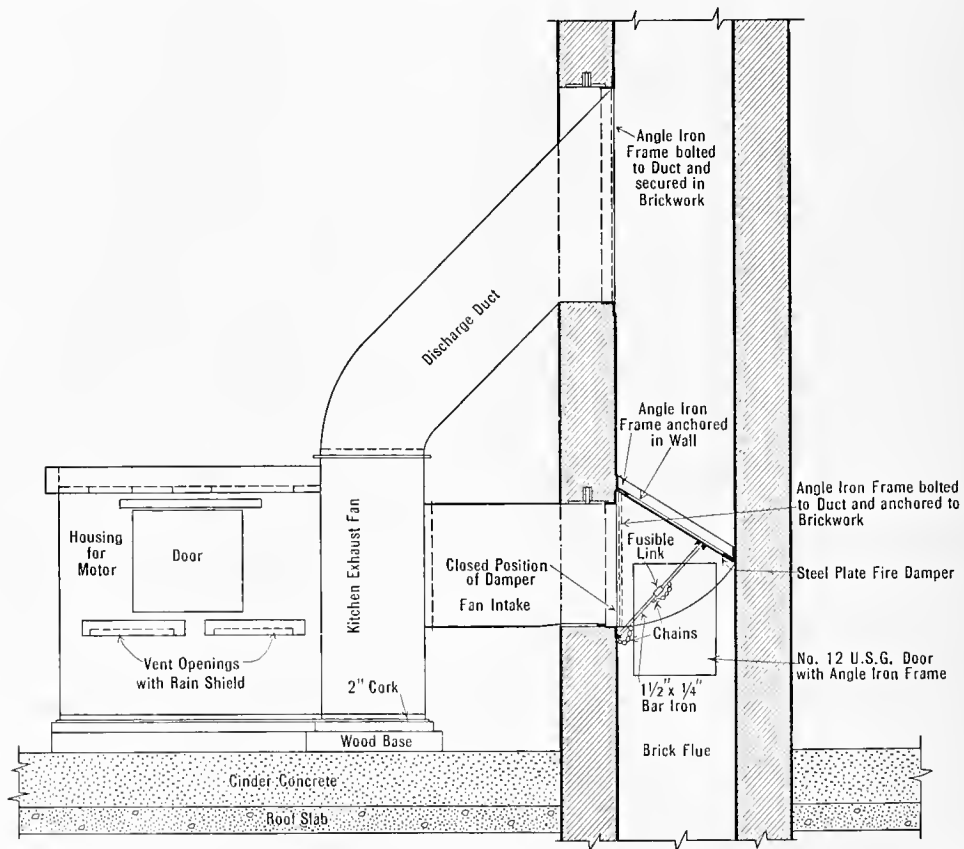 Angle Iron
Frame bolted
to Duct and
secured in
Brickwork
Discharge Duct
Angle Iron
Frame anchored
in Wall
Angle Iron Frame bolted
to Duct and anchored to
Brickwork
Housing
for
Motor
Door
Kitchen Exhaust Fan
Closed Position
of Damper
Fan Intake
Fusible
Link
Steel Plate Fire Damper
Chains
Vent Openings
with Rain Shield
No. 12 U.S.G. Door
with Angle Iron Frame
2" Cork
1½" x ¼"
Bar Iron
Wood Base
Brick Flue
Cinder Concrete
Roof Slab